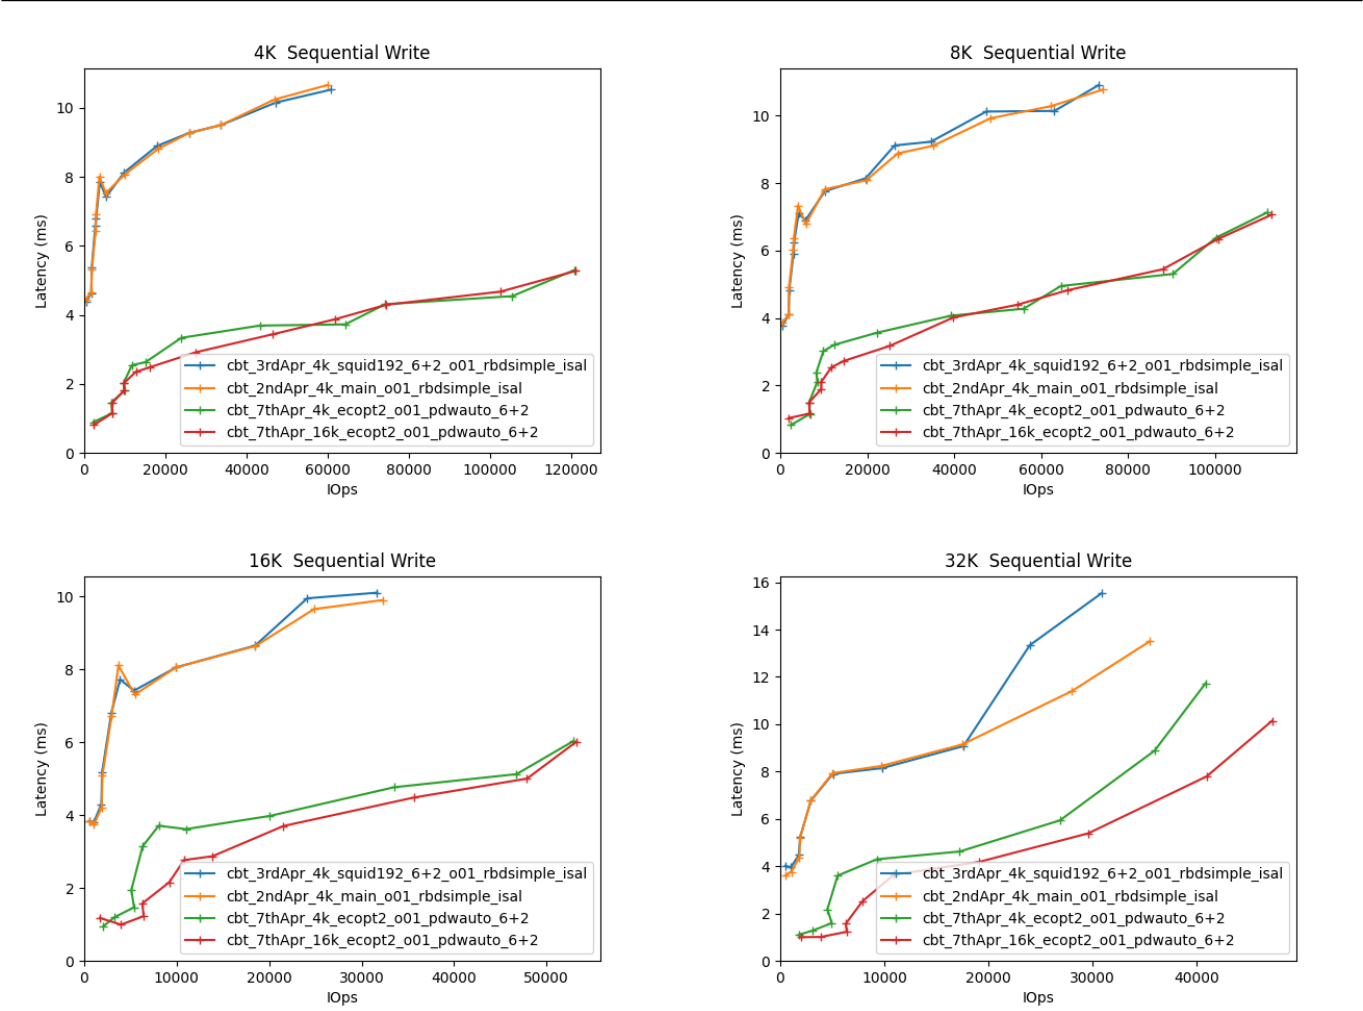 4K  Sequential Write
Latency (ms)
10
8
6
4
2
0
cbt_3rdApr_4k_squid192_6+2_o01_rbdsimple_isal
cbt_2ndApr_4k_main_o01_rbdsimple_isal
cbt_7thApr_4k_ecopt2_o01_pdwauto_6+2
cbt_7thApr_16k_ecopt2_o01_pdwauto_6+2
0 20000 40000 60000 80000 100000 120000
IOps
8K  Sequential Write
Latency (ms)
10
8
6
4
2
0
cbt_3rdApr_4k_squid192_6+2_o01_rbdsimple_isal
cbt_2ndApr_4k_main_o01_rbdsimple_isal
cbt_7thApr_4k_ecopt2_o01_pdwauto_6+2
cbt_7thApr_16k_ecopt2_o01_pdwauto_6+2
0 20000 40000 60000 80000 100000
IOps
16K  Sequential Write
Latency (ms)
10
8
6
4
2
0
cbt_3rdApr_4k_squid192_6+2_o01_rbdsimple_isal
cbt_2ndApr_4k_main_o01_rbdsimple_isal
cbt_7thApr_4k_ecopt2_o01_pdwauto_6+2
cbt_7thApr_16k_ecopt2_o01_pdwauto_6+2
0 10000 20000 30000 40000 50000
IOps
32K  Sequential Write
Latency (ms)
16
14
12
10
8
6
4
2
0
cbt_3rdApr_4k_squid192_6+2_o01_rbdsimple_isal
cbt_2ndApr_4k_main_o01_rbdsimple_isal
cbt_7thApr_4k_ecopt2_o01_pdwauto_6+2
cbt_7thApr_16k_ecopt2_o01_pdwauto_6+2
0 10000 20000 30000 40000
IOps